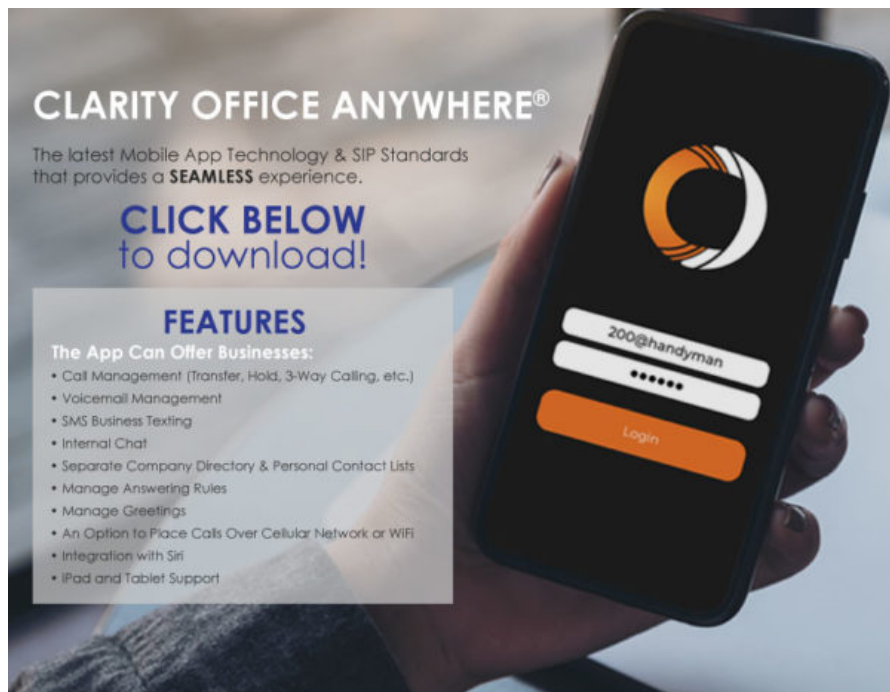 CLARITY OFFICE ANYWHERE®
The latest Mobile App Technology & SIP Standards
that provides a SEAMLESS experience.
CLICK BELOW
to download!
FEATURES
The App Can Offer Businesses:
• Call Management (Transfer, Hold, 3-Way Calling, etc.)
• Voicemail Management
• SMS Business Texting
• Internal Chat
• Separate Company Directory & Personal Contact Lists
• Manage Answering Rules
• Manage Greetings
• An Option to Place Calls Over Cellular Network or WiFi
• Integration with Siri
• iPad and Tablet Support
200@handyman
••••••
Login